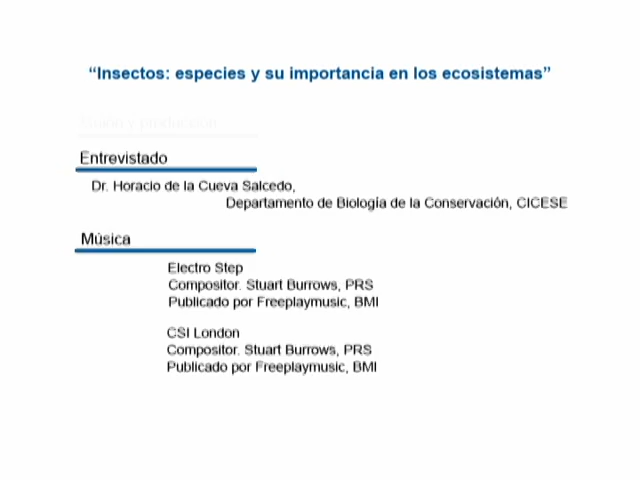 “Insectos: especies y su importancia en los ecosistemas”
Guión y producción
Entrevistado
Dr. Horacio de la Cueva Salcedo,
Departamento de Biología de la Conservación, CICESE
Música
Electro Step
Compositor. Stuart Burrows, PRS
Publicado por Freeplaymusic, BMI
CSI London
Compositor. Stuart Burrows, PRS
Publicado por Freeplaymusic, BMI